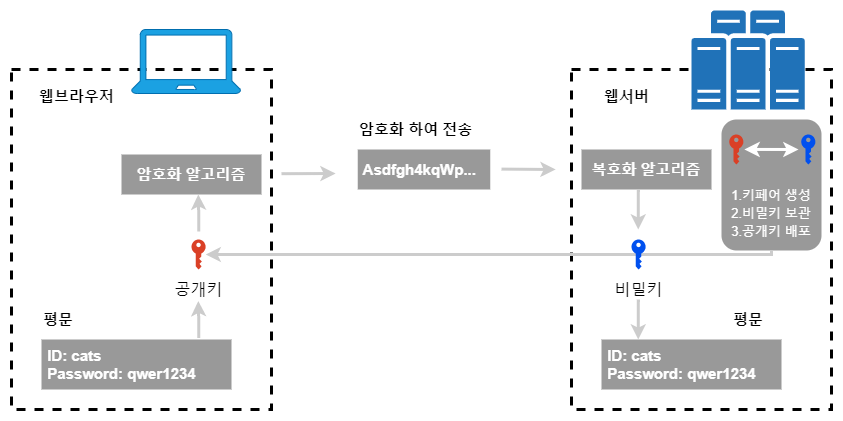 웹브라우저
암호화 알고리즘
공개키
평문
ID: cats
Password: qwer1234
암호화 하여 전송
Asdfgh4kqWp...
웹서버
복호화 알고리즘
비밀키
평문
ID: cats
Password: qwer1234
1.키페어 생성
2.비밀키 보관
3.공개키 배포